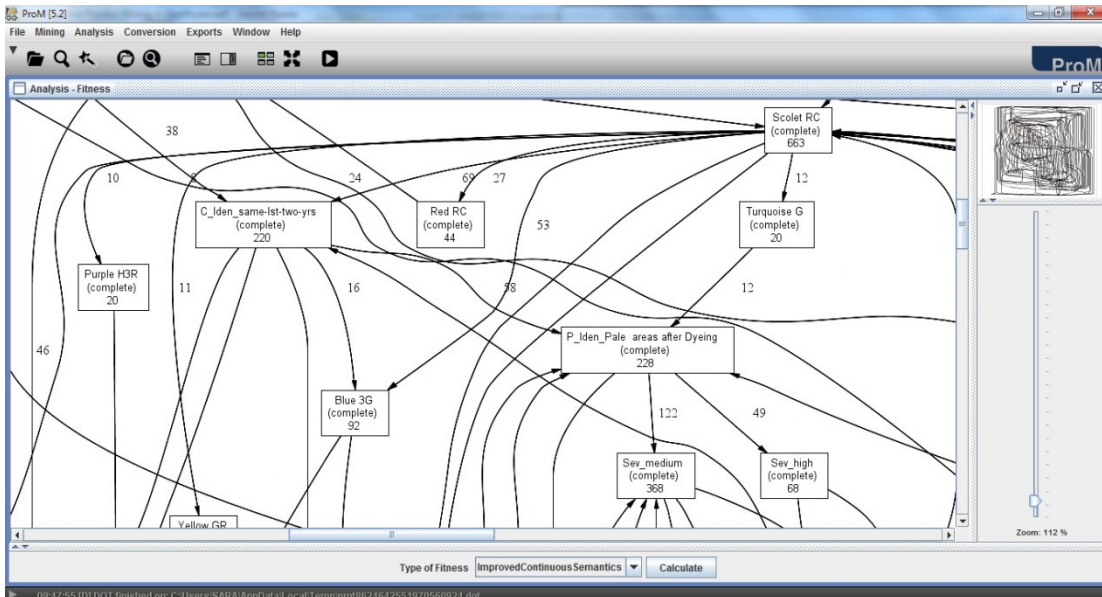 ProM [5.2]
File Mining Analysis Conversion Exports Window Help
ProM
Analysis - Fitness
Scolet RC
(complete)
663
38
10
24
69
27
12
53
C_Iden_same-lst-two-yrs
(complete)
220
Red RC
(complete)
44
Turquoise G
(complete)
20
Purple H3R
(complete)
20
11
16
58
12
46
P_Iden_Pale areas after Dyeing
(complete)
228
Blue 3G
(complete)
92
122
49
Sev_medium
(complete)
368
Sev_high
(complete)
68
Yellow GR
Zoom: 112 %
Type of Fitness ImprovedContinuousSemantics Calculate